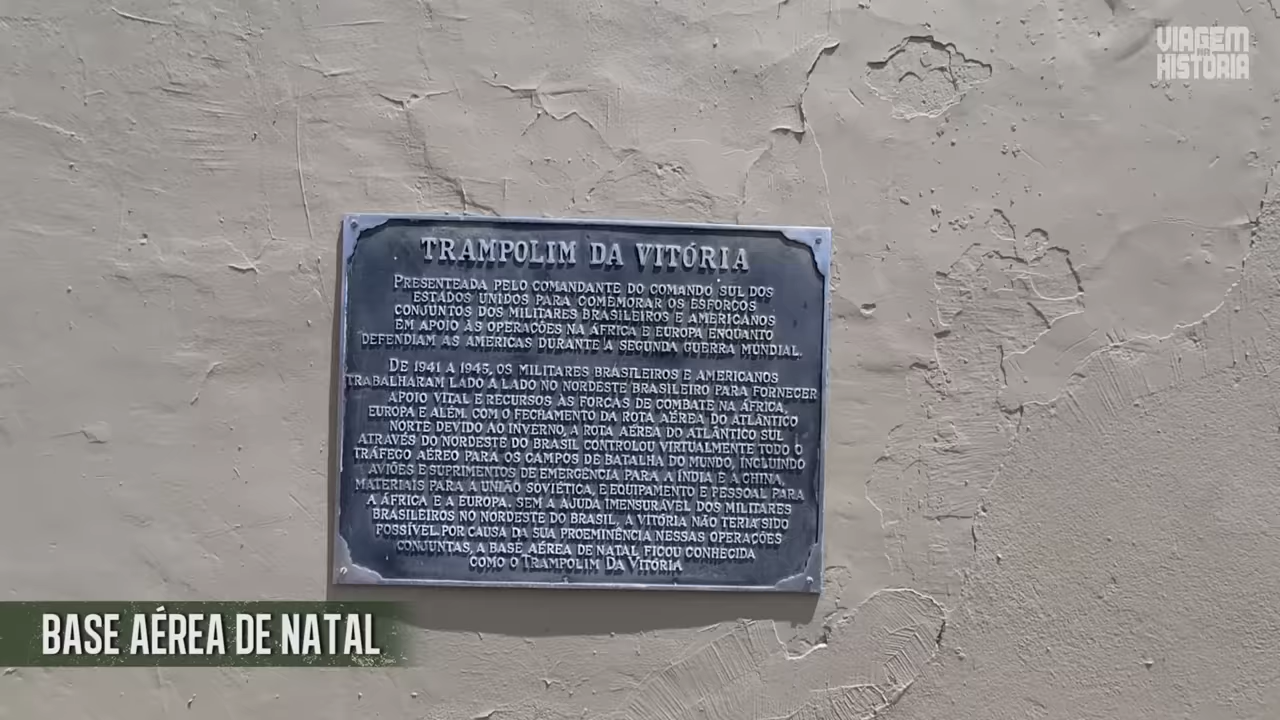 VIAGEM
NA
HISTORIA
TRAMPOLIM DA VITÓRIA
PRESENTEADA PELO COMANDANTE DO COMANDO SUL DOS
ESTADOS UNIDOS PARA COMEMORAR OS ESFORÇOS
CONJUNTOS DOS MILITARES BRASILEIROS E AMERICANOS
EM APOIO ÀS OPERAÇÕES NA ÁFRICA E EUROPA ENQUANTO
DEFENDIAM AS AMERICAS DURANTE A SEGUNDA GUERRA MUNDIAL.
DE 1941 A 1945, OS MILITARES BRASILEIROS E AMERICANOS
TRABALHARAM LADO A LADO NO NORDESTE BRASILEIRO PARA FORNECER
APOIO VITAL E RECURSOS ÀS FORÇAS DE COMBATE NA ÁFRICA,
EUROPA E ALÉM. COM O FECHAMENTO DA ROTA AÉREA DO ATLÂNTICO
NORTE DEVIDO AO INVERNO, A ROTA AÉREA DO ATLÂNTICO SUL
ATRAVÉS DO NORDESTE DO BRASIL CONTROLOU VIRTUALMENTE TODO O
TRÁFEGO AÉREO PARA OS CAMPOS DE BATALHA DO MUNDO, INCLUINDO
AVIÕES E SUPRIMENTOS DE EMERGÊNCIA PARA A ÍNDIA E A CHINA,
MATERIAIS PARA A UNIÃO SOVIÉTICA, E EQUIPAMENTO E PESSOAL PARA
A ÁFRICA E A EUROPA. SEM A AJUDA IMENSURÁVEL DOS MILITARES
BRASILEIROS NO NORDESTE DO BRASIL, A VITÓRIA NÃO TERIA SIDO
POSSÍVEL. POR CAUSA DA SUA PROEMINÊNCIA NESSAS OPERAÇÕES
CONJUNTAS, A BASE AÉREA DE NATAL FICOU CONHECIDA
COMO O TRAMPOLIM DA VITÓRIA
BASE AÉREA DE NATAL